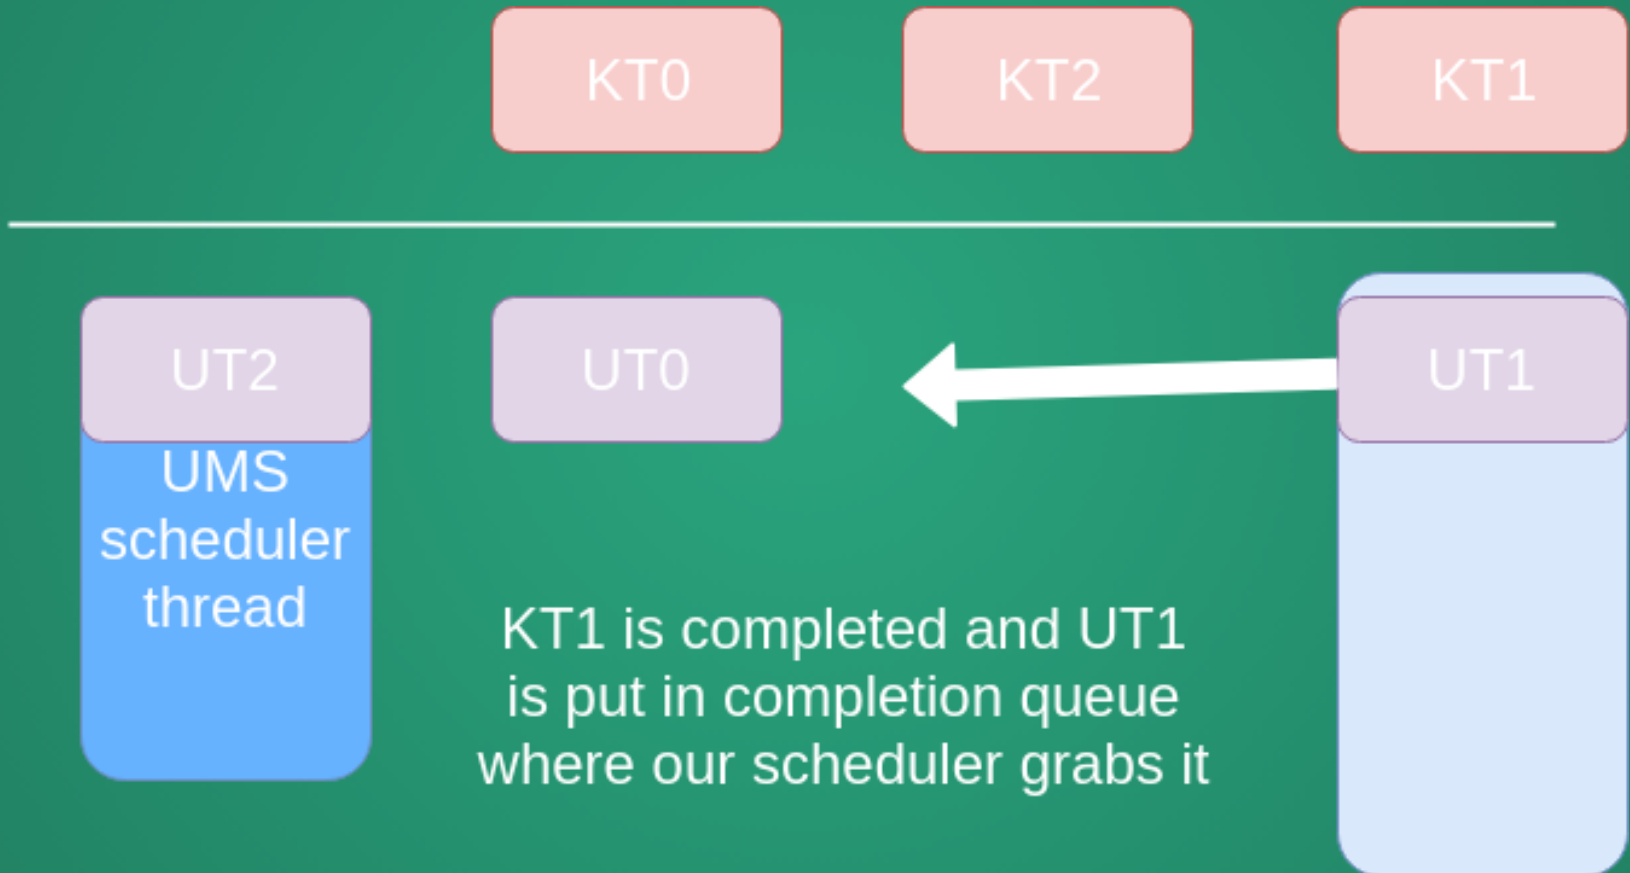 KT0
KT2
KT1
UT2
UT0
UT1
UMS
scheduler
thread
KT1 is completed and UT1
is put in completion queue
where our scheduler grabs it